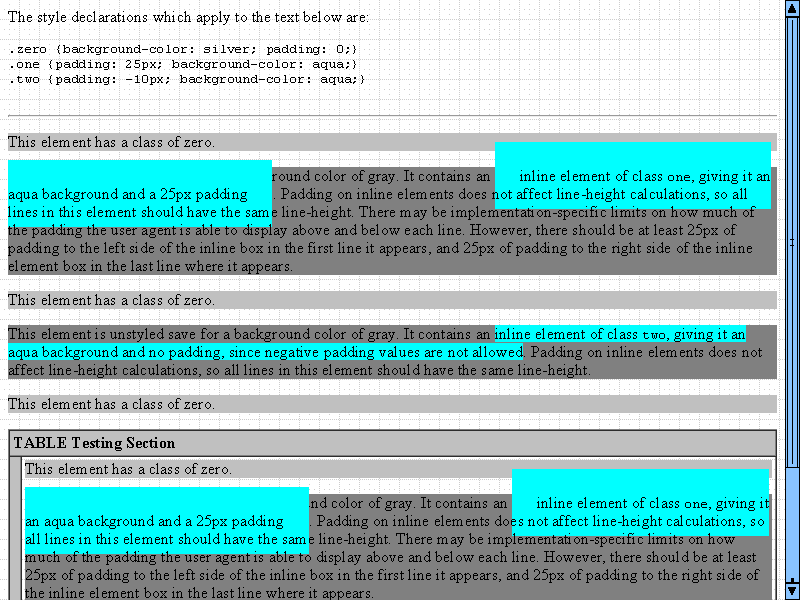 The style declarations which apply to the text below are:
.zero {background-color: silver; padding: 0;}
.one {padding: 25px; background-color: aqua;}
.two {padding: -10px; background-color: aqua;}
This element has a class of zero.
round color of gray. It contains an inline element of class one, giving it an
aqua background and a 25px padding. Padding on inline elements does not affect line-height calculations, so all
lines in this element should have the same line-height. There may be implementation-specific limits on how much of
the padding the user agent is able to display above and below each line. However, there should be at least 25px of
padding to the left side of the inline box in the first line it appears, and 25px of padding to the right side of the inline
element box in the last line where it appears.
This element has a class of zero.
This element is unstyled save for a background color of gray. It contains an inline element of class two, giving it an
aqua background and no padding, since negative padding values are not allowed. Padding on inline elements does not
affect line-height calculations, so all lines in this element should have the same line-height.
This element has a class of zero.
TABLE Testing Section
This element has a class of zero.
nd color of gray. It contains an inline element of class one, giving it
an aqua background and a 25px padding. Padding on inline elements does not affect line-height calculations, so
all lines in this element should have the same line-height. There may be implementation-specific limits on how
much of the padding the user agent is able to display above and below each line. However, there should be at least
25px of padding to the left side of the inline box in the first line it appears, and 25px of padding to the right side of
the inline element box in the last line where it appears.